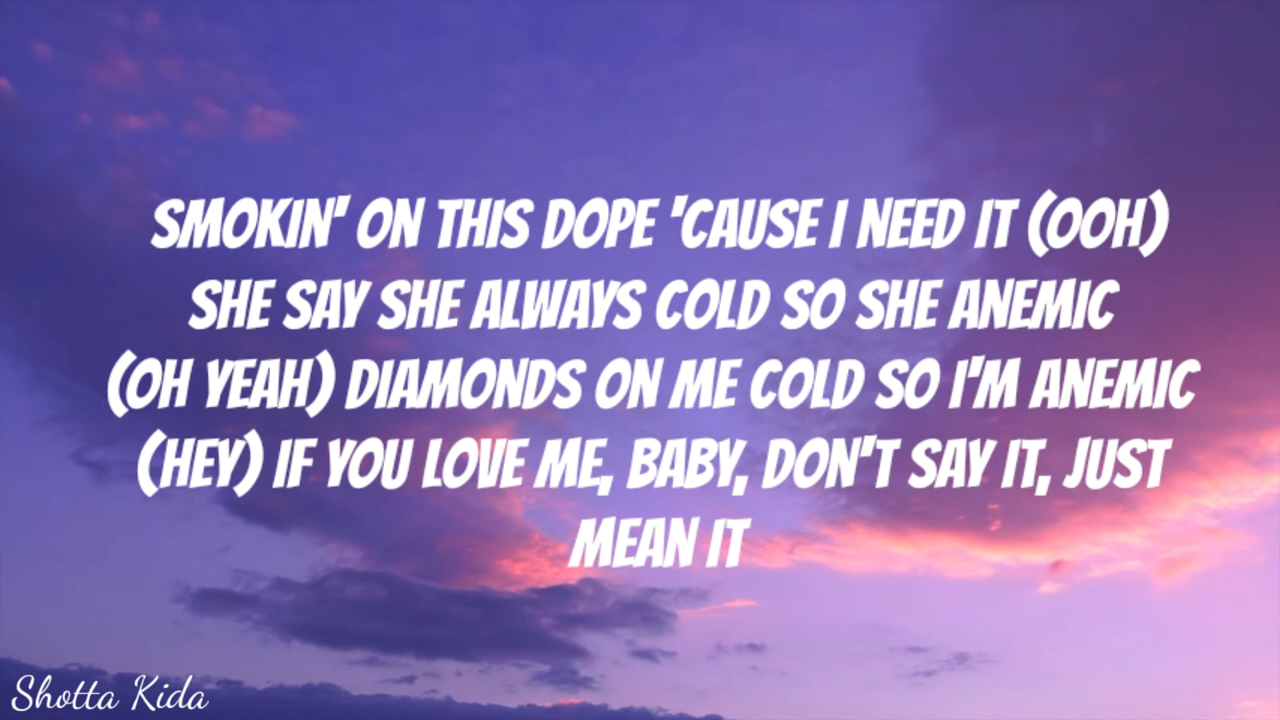 SMOKIN' ON THIS DOPE 'CAUSE I NEED IT (OOH)
SHE SAY SHE ALWAYS COLD SO SHE ANEMIC
(OH YEAH) DIAMONDS ON ME COLD SO I'M ANEMIC
(HEY) IF YOU LOVE ME, BABY, DON'T SAY IT, JUST
MEAN IT
Shotta Kida